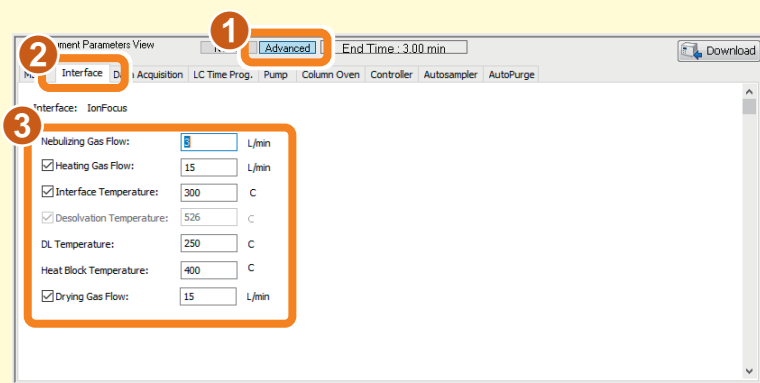 1
2
3
ument Parameters View
Advanced
End Time : 3.00 min
Download
Interface
Acquisition
LC Time Prog.
Pump
Column Oven
Controller
Autosampler
AutoPurge
terface: IonFocus
Nebulizing Gas Flow: 3 L/min
Heating Gas Flow: 15 L/min
Interface Temperature: 300 C
Desolvation Temperature: 526 C
DL Temperature: 250 C
Heat Block Temperature: 400 C
Drying Gas Flow: 15 L/min